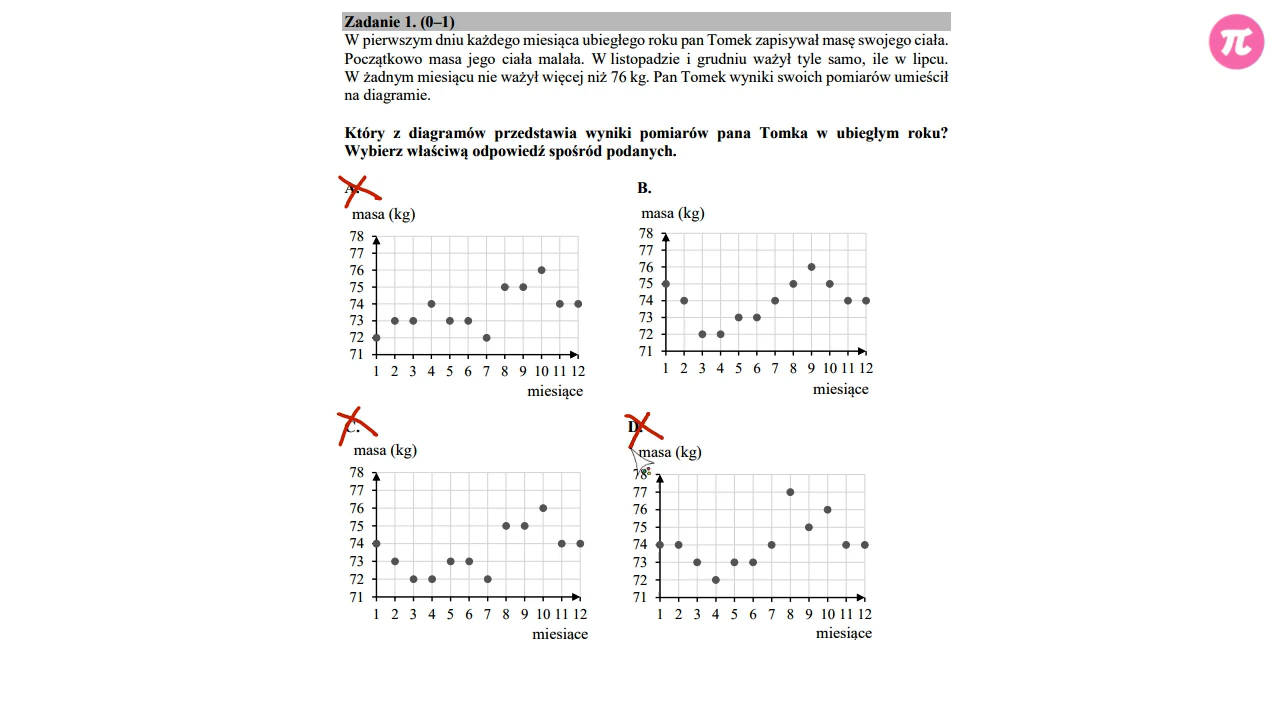 π
Zadanie 1. (0–1)
W pierwszym dniu każdego miesiąca ubiegłego roku pan Tomek zapisywał masę swojego ciała.
Początkowo masa jego ciała malała. W listopadzie i grudniu ważył tyle samo, ile w lipcu.
W żadnym miesiącu nie ważył więcej niż 76 kg. Pan Tomek wyniki swoich pomiarów umieścił
na diagramie.
Który z diagramów przedstawia wyniki pomiarów pana Tomka w ubiegłym roku?
Wybierz właściwą odpowiedź spośród podanych.
A.
masa (kg)
78
77
76
75
74
73
72
71
1 2 3 4 5 6 7 8 9 10 11 12
miesiące
B.
masa (kg)
78
77
76
75
74
73
72
71
1 2 3 4 5 6 7 8 9 10 11 12
miesiące
C.
masa (kg)
78
77
76
75
74
73
72
71
1 2 3 4 5 6 7 8 9 10 11 12
miesiące
D.
masa (kg)
78
77
76
75
74
73
72
71
1 2 3 4 5 6 7 8 9 10 11 12
miesiące